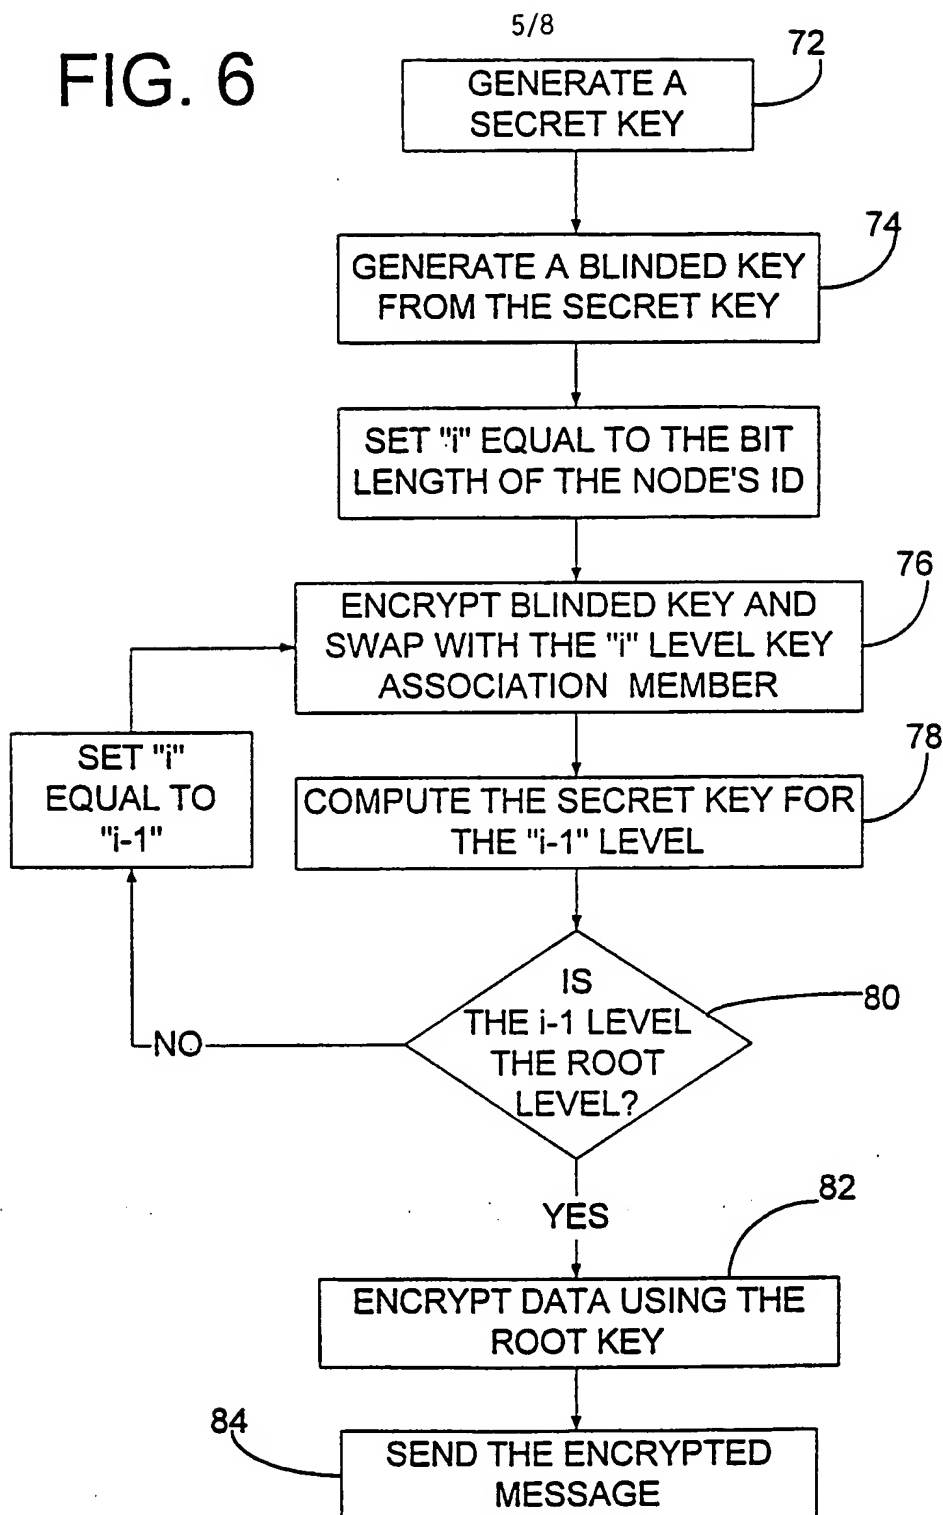 5/8
FIG. 6
72
GENERATE A
SECRET KEY
74
GENERATE A BLINDED KEY
FROM THE SECRET KEY
SET "i" EQUAL TO THE BIT
LENGTH OF THE NODE'S ID
76
ENCRYPT BLINDED KEY AND
SWAP WITH THE "i" LEVEL KEY
ASSOCIATION MEMBER
SET "i"
EQUAL TO
"i-1"
78
COMPUTE THE SECRET KEY FOR
THE "i-1" LEVEL
IS
THE i-1 LEVEL
THE ROOT
LEVEL?
80
NO
YES
82
ENCRYPT DATA USING THE
ROOT KEY
84
SEND THE ENCRYPTED
MESSAGE